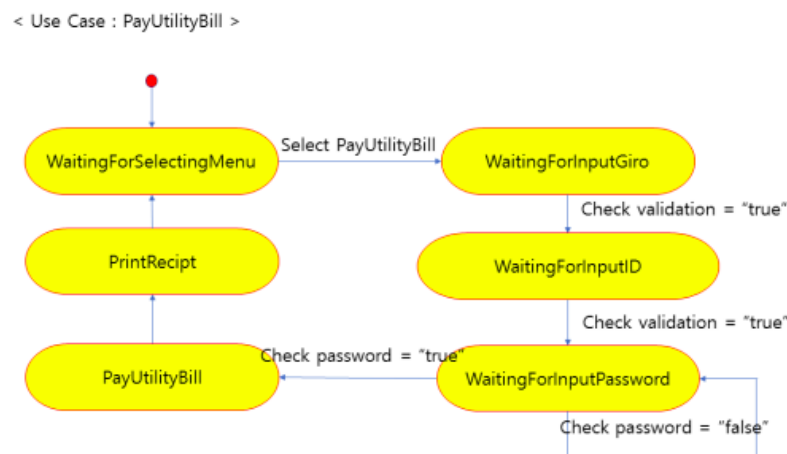 < Use Case : PayUtilityBill >
WaitingForSelectingMenu
Select PayUtilityBill
WaitingForInputGiro
Check validation = "true"
PrintRecipt
WaitingForInputID
Check validation = "true"
PayUtilityBill
Check password = "true"
WaitingForInputPassword
Check password = "false"